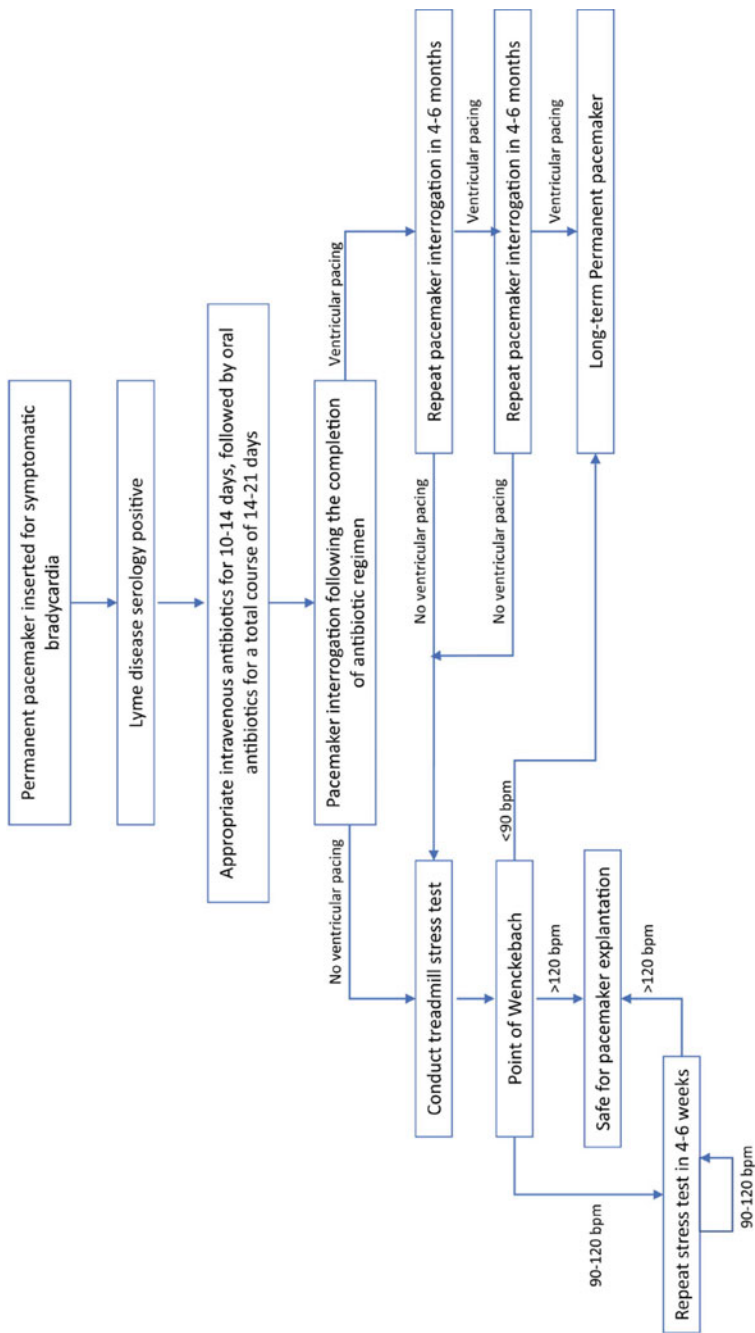 Permanent pacemaker inserted for symptomatic
bradycardia
Lyme disease serology positive
Appropriate intravenous antibiotics for 10-14 days, followed by oral
antibiotics for a total course of 14-21 days
Pacemaker interrogation following the completion
of antibiotic regimen
No ventricular pacing
Ventricular pacing
Conduct treadmill stress test
No ventricular pacing
Repeat pacemaker interrogation in 4-6 months
Ventricular pacing
Point of Wenckebach
No ventricular pacing
Repeat pacemaker interrogation in 4-6 months
<90 bpm
>120 bpm
Ventricular pacing
90-120 bpm
Safe for pacemaker explantation
Long-term Permanent pacemaker
>120 bpm
Repeat stress test in 4-6 weeks
90-120 bpm